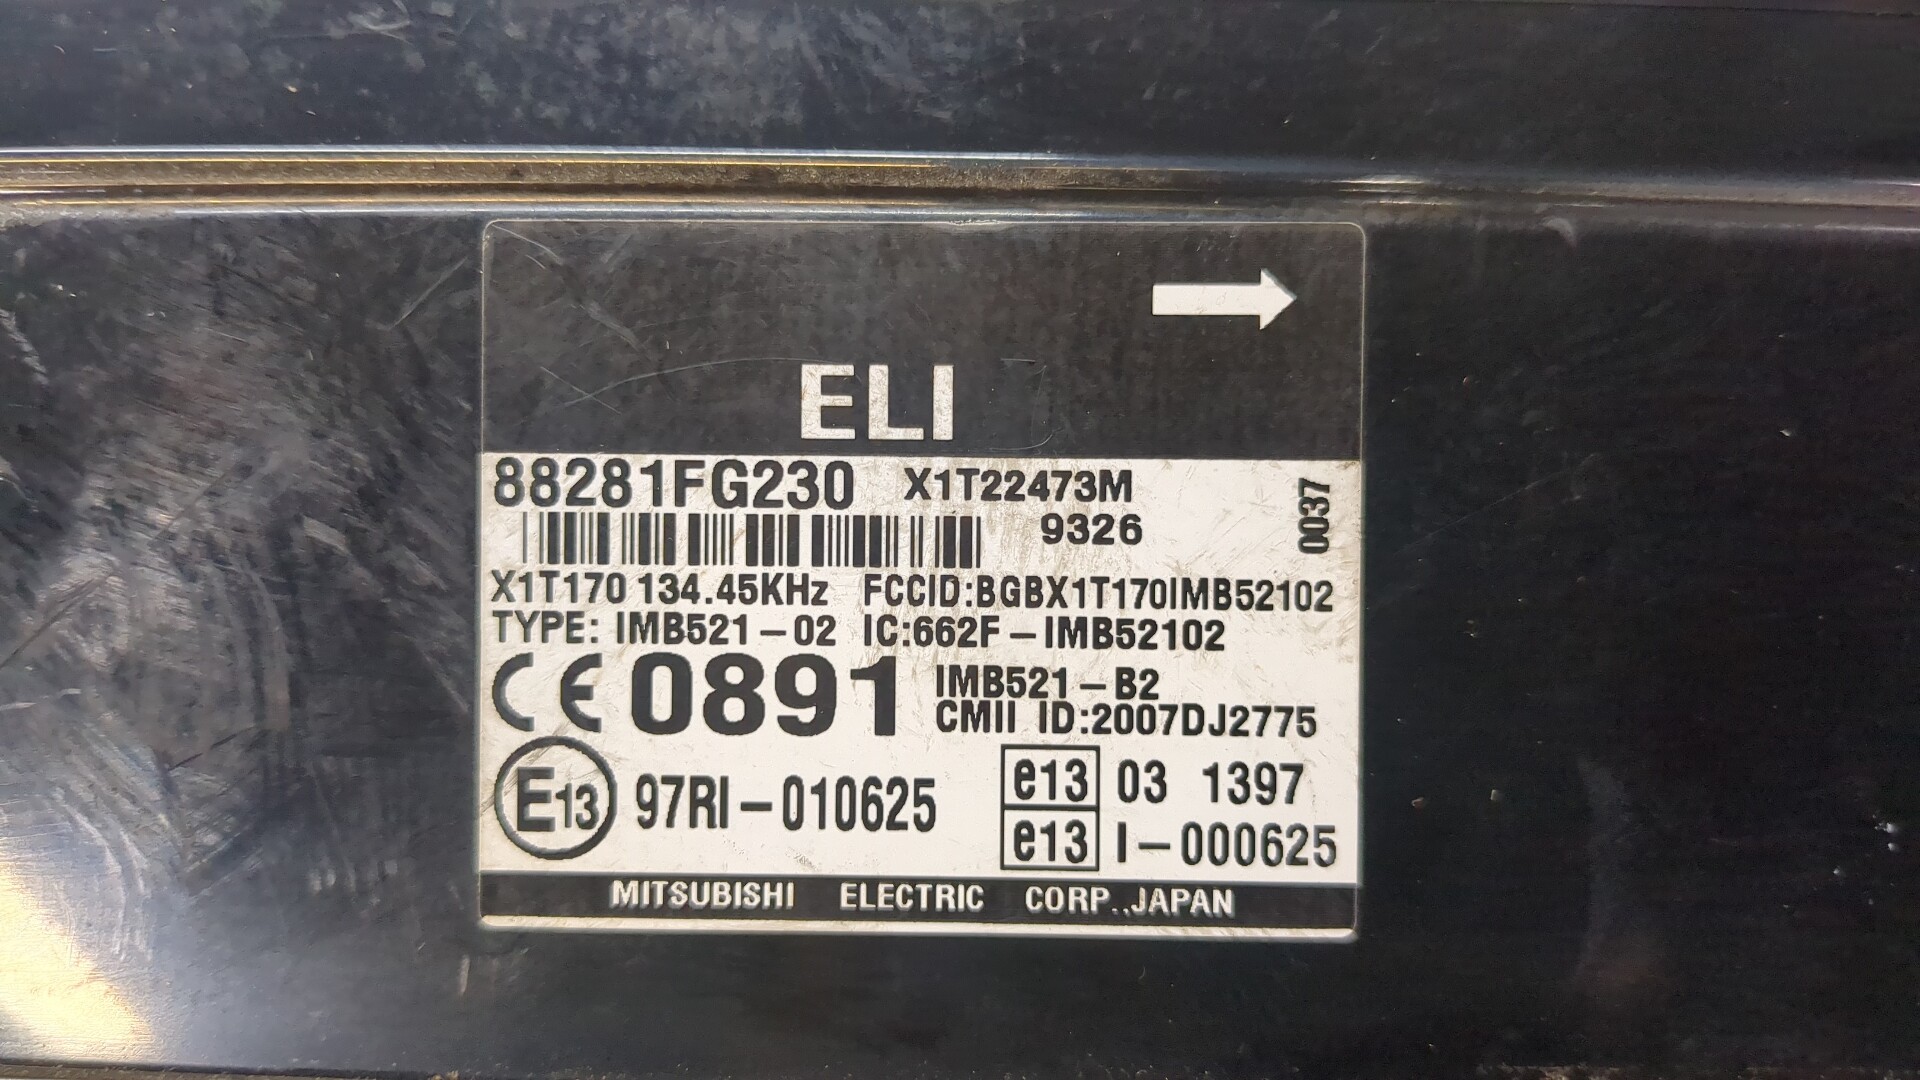 ELI
88281FG230 X1T22473M
9326
0037
X1T170 134.45KHz FCCID:BGBX1T170IMB52102
TYPE: IMB521-02 IC:662F-IMB52102
CE 0891 IMB521-B2
CMII ID:2007DJ2775
E13 97RI-010625 e13 03 1397
e13 I-000625
MITSUBISHI ELECTRIC CORP.,JAPAN